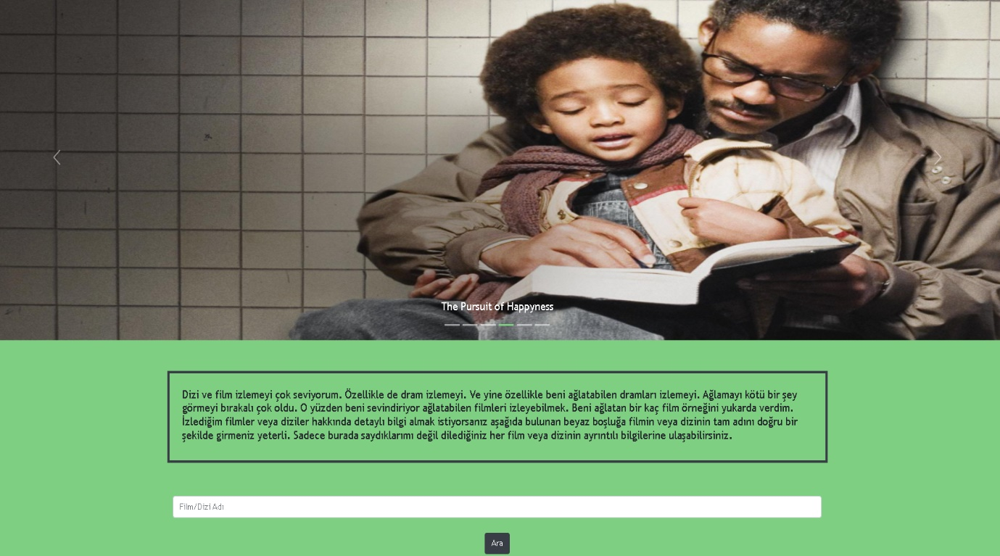 The Pursuit of Happyness
Dizi ve film izlemeyi çok seviyorum. Özellikle de dram izlemeyi. Ve yine özellikle beni ağlatabilen dramları izlemeyi. Ağlamayı kötü bir şey
görmeyi bırakalı çok oldu. O yüzden beni sevindiriyor ağlatabilen filmleri izleyebilmek. Beni ağlatan bir kaç film örneğini yukarda verdim.
İzlediğim filmler veya diziler hakkında detaylı bilgi almak istiyorsanız aşağıda bulunan beyaz boşluğa filmin veya dizinin tam adını doğru bir
şekilde girmeniz yeterli. Sadece burada saydıklarımı değil dilediğiniz her film veya dizinin ayrıntılı bilgilerine ulaşabilirsiniz.
Film/Dizi Adı
Ara